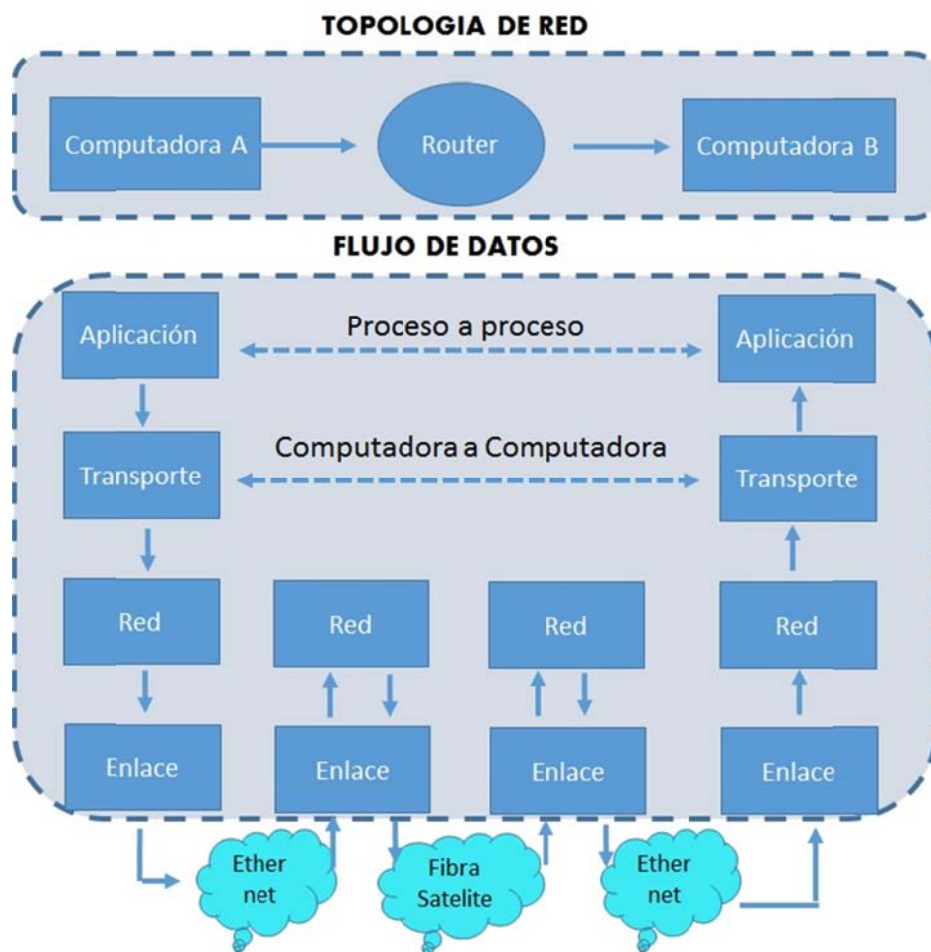 TOPOLOGIA DE RED
Computadora A
Router
Computadora B
FLUJO DE DATOS
Aplicación
Proceso a proceso
Aplicación
Transporte
Computadora a Computadora
Transporte
Red
Red
Red
Red
Enlace
Enlace
Enlace
Enlace
Ether
net
Fibra
Satelite
Ether
net